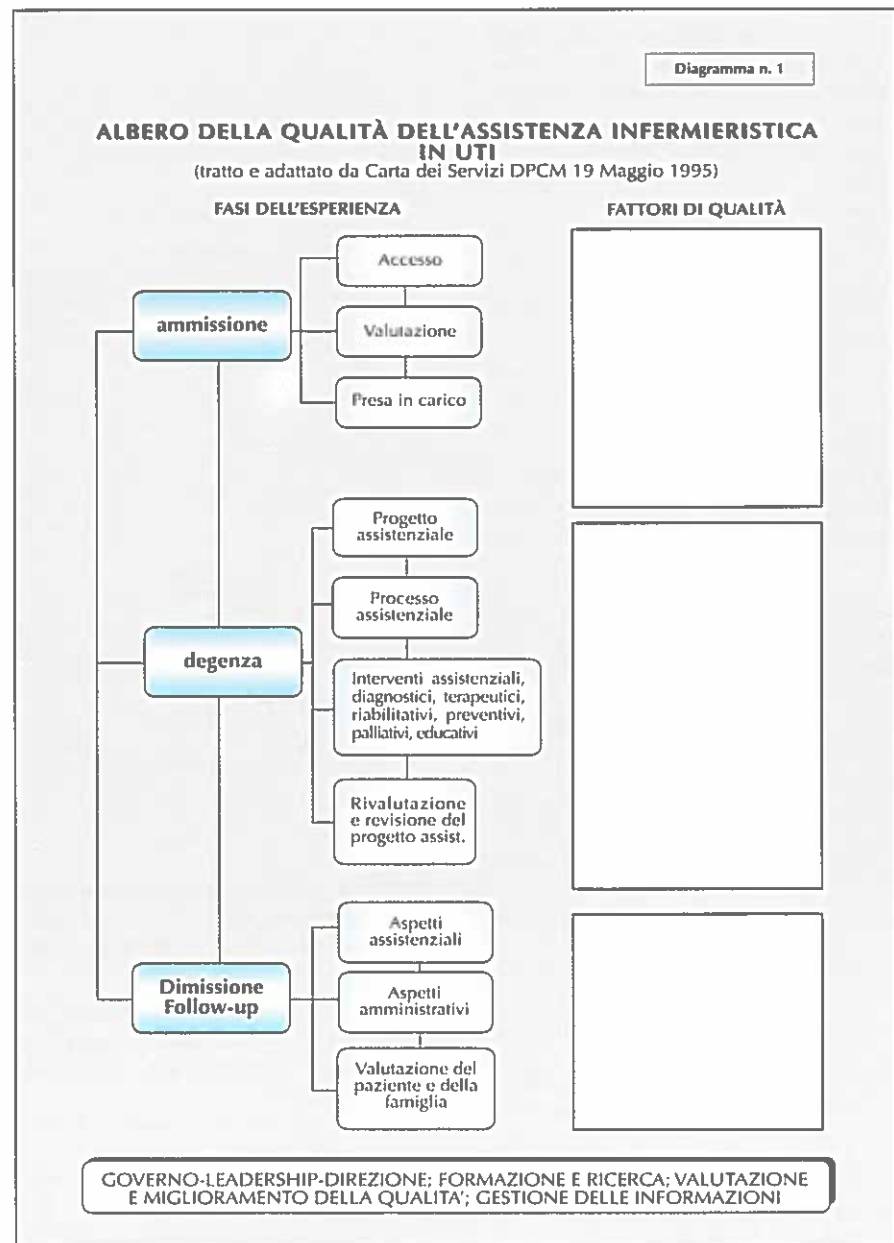 Diagramma n. 1
ALBERO DELLA QUALITÀ DELL'ASSISTENZA INFERMIERISTICA
IN UTI
(tratto e adattato da Carta dei Servizi DPCM 19 Maggio 1995)
FASI DELL'ESPERIENZA
FATTORI DI QUALITÀ
ammissione
Accesso
Valutazione
Presa in carico
degenza
Progetto
assistenziale
Processo
assistenziale
Interventi assistenziali,
diagnostici, terapeutici,
riabilitativi, preventivi,
palliativi, educativi
Rivalutazione
e revisione del
progetto assist.
Dimissione
Follow-up
Aspetti
assistenziali
Aspetti
amministrativi
Valutazione del
paziente e della
famiglia
GOVERNO-LEADERSHIP-DIREZIONE; FORMAZIONE E RICERCA; VALUTAZIONE
E MIGLIORAMENTO DELLA QUALITA'; GESTIONE DELLE INFORMAZIONI